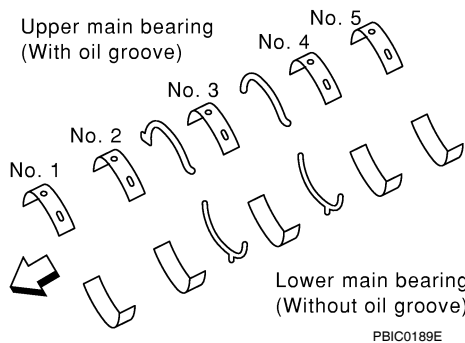 Upper main bearing
(With oil groove)
No. 5
No. 4
No. 3
No. 2
No. 1
Lower main bearing
(Without oil groove)
PBIC0189E